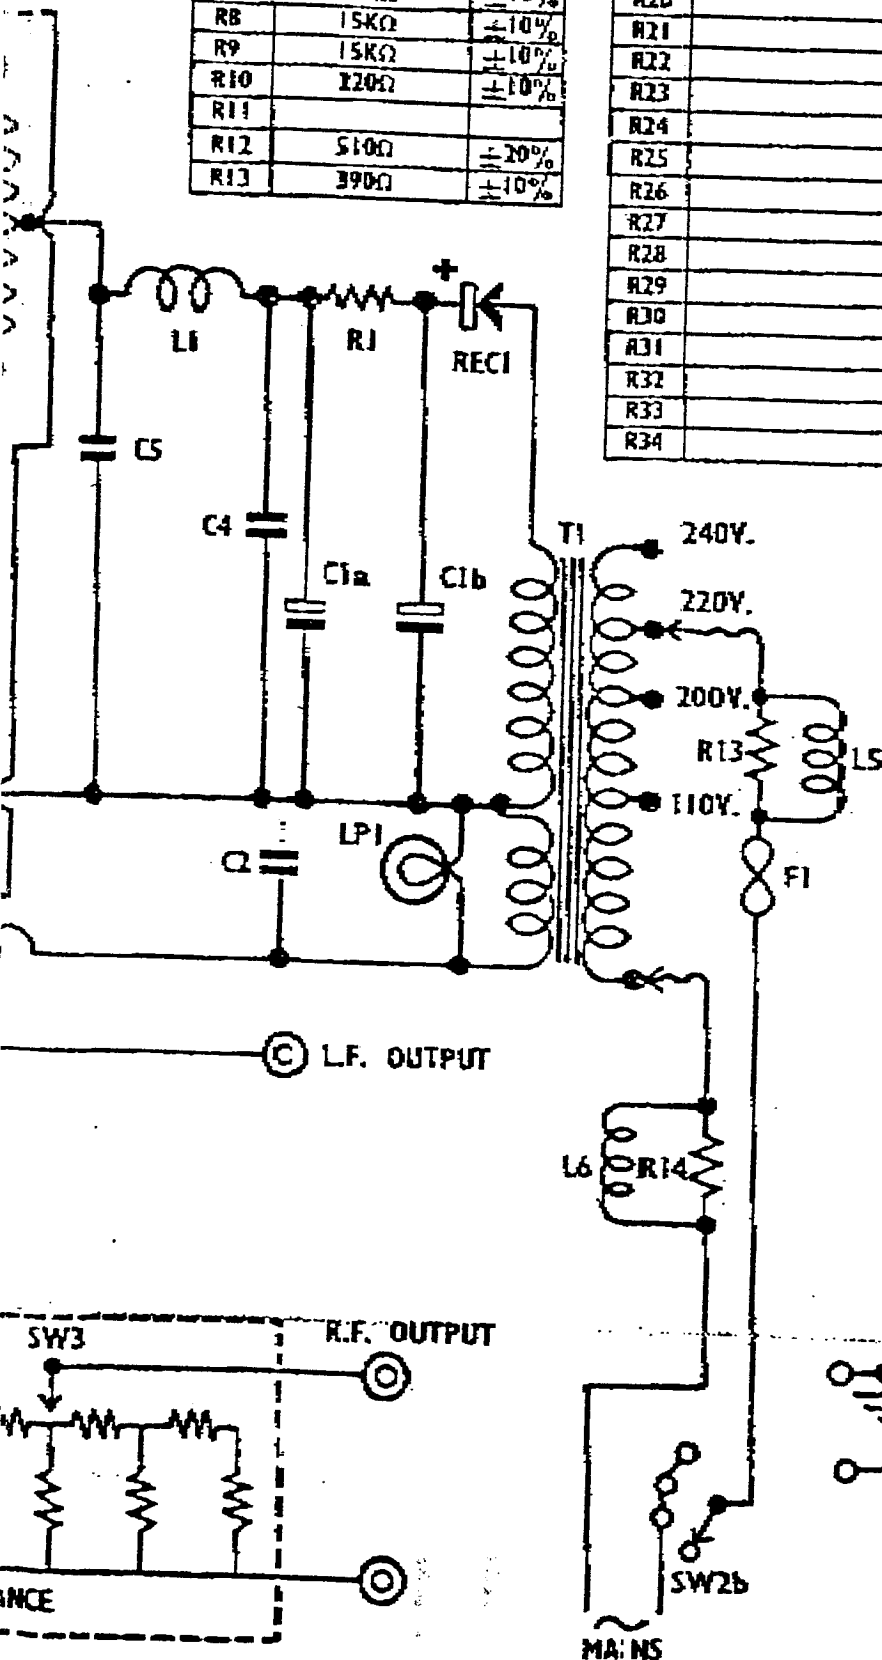 R8 15KΩ ±10%
R9 15KΩ ±10%
R10 220Ω ±10%
R11
R12 510Ω ±20%
R13 390Ω ±10%
R20
R21
R22
R23
R24
R25
R26
R27
R28
R29
R30
R31
R32
R33
R34
+
L1
R1
REC1
C5
C4
C1a
C1b
T1
240V.
220V.
200V.
R13
L5
110V.
LP1
C2
F1
C L.F. OUTPUT
L6
R14
SW3
R.F. OUTPUT
SW2b
MAINS